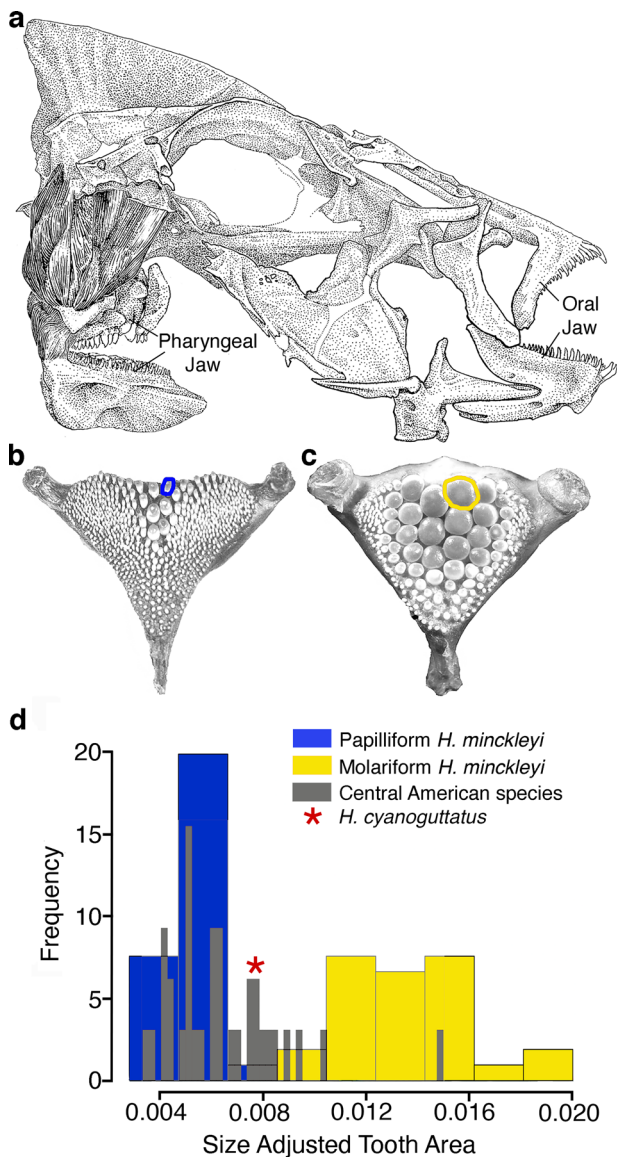 a
Oral
Jaw
Pharyngeal
Jaw
b
c
d
Papilliform H. minckleyi
Molariform H. minckleyi
Central American species
* H. cyanoguttatus
*
20
15
10
5
0
Frequency
0.004 0.008 0.012 0.016 0.020
Size Adjusted Tooth Area